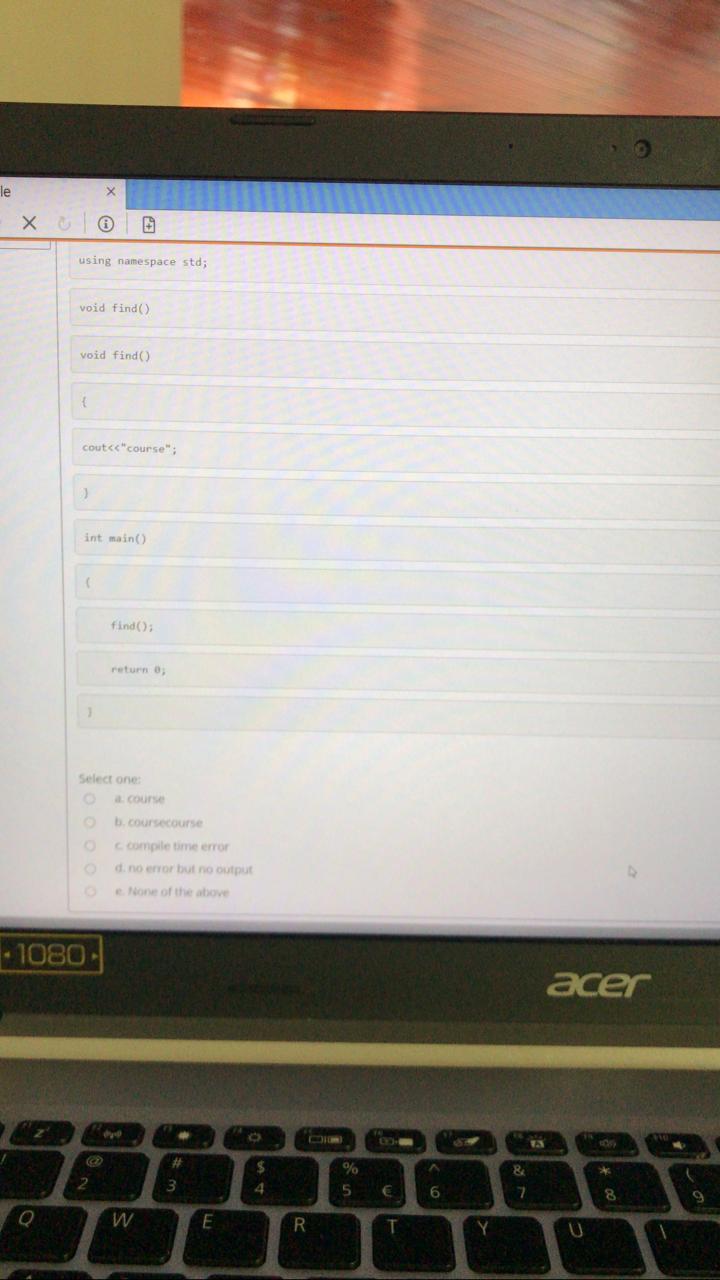 le
using namespace std;
void find()
void find()
{
cout<<"course";
}
int main()
{
find();
return 0;
}
Select one:
a. course
b. coursecourse
c. compile time error
d. no error but no output
e. None of the above
1080
acer
! @ 2 # 3 $ 4 % 5 € ^ 6 & 7 * 8 ( 9
Q W E R T Y U I